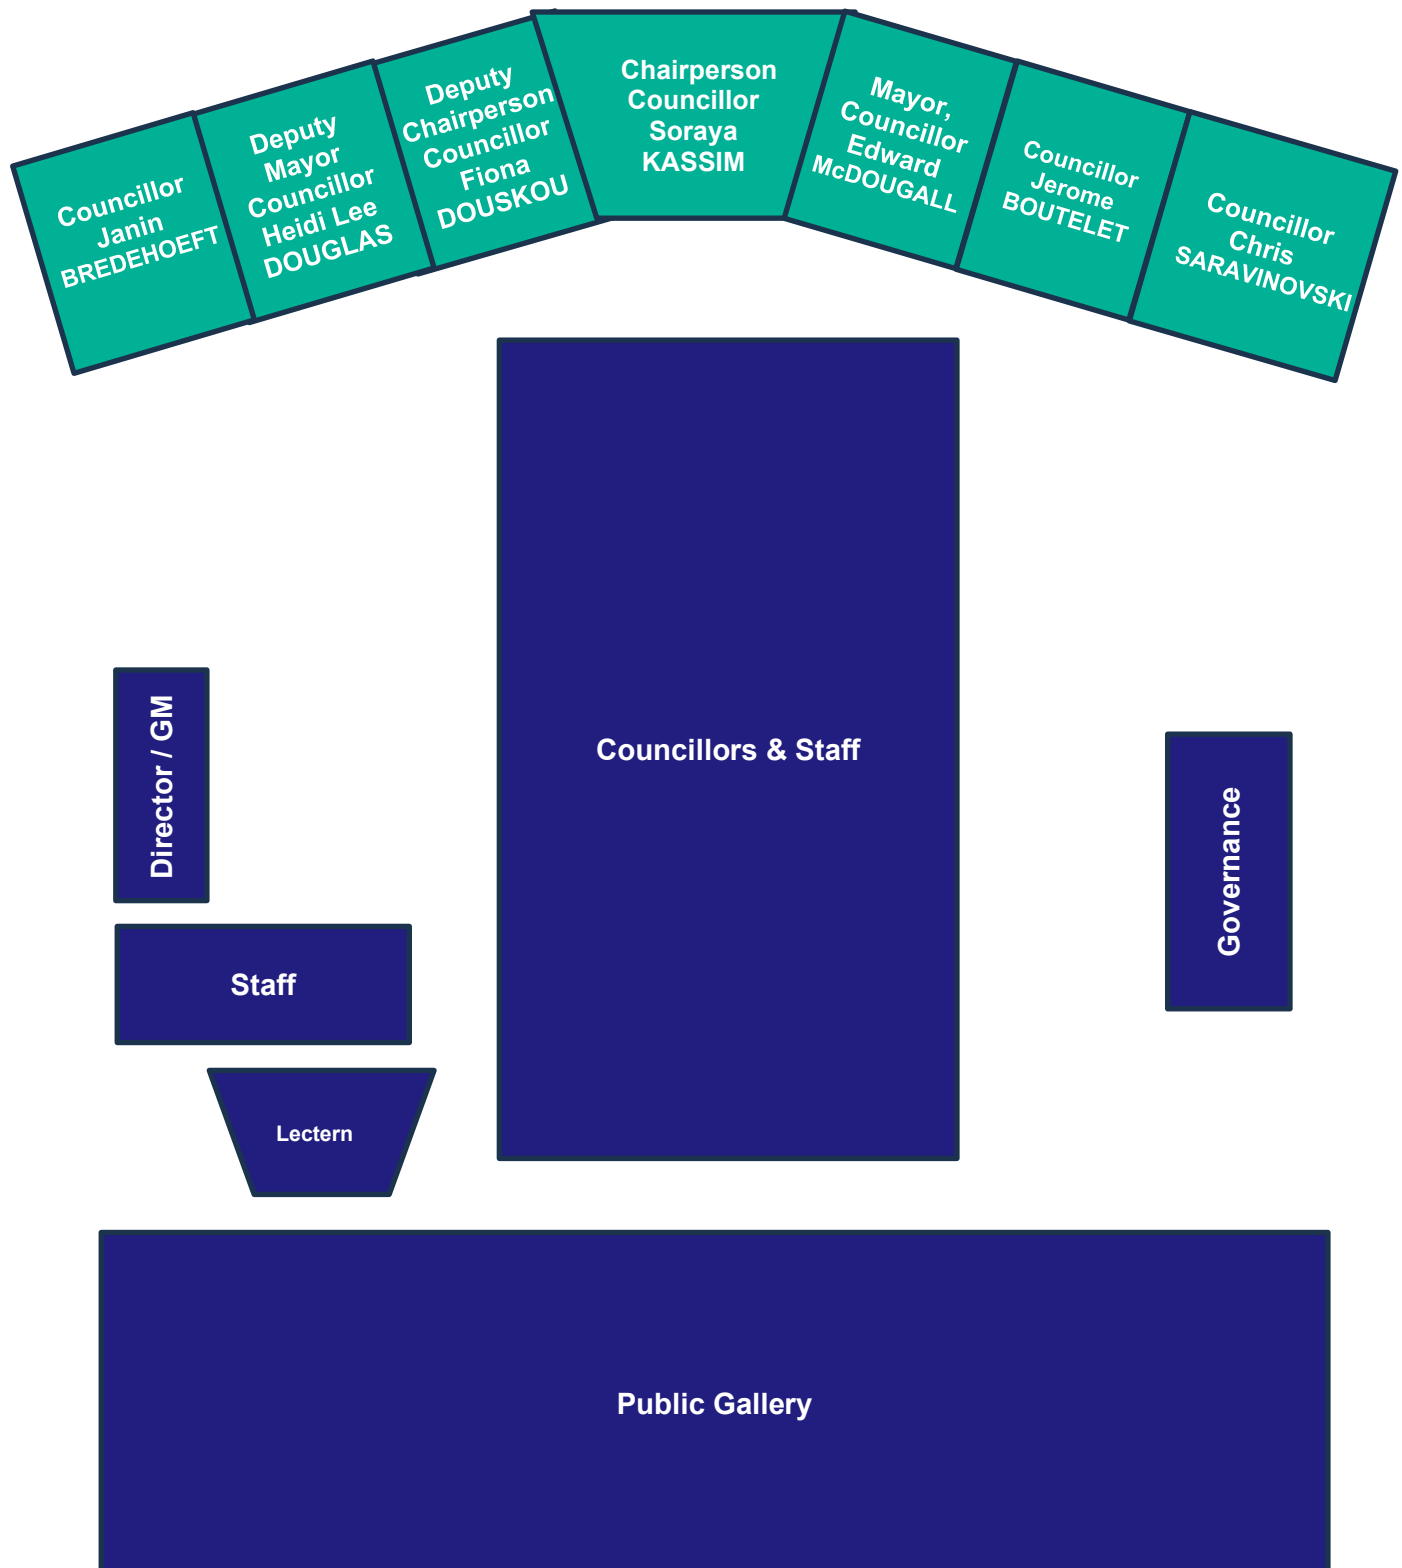 Councillor
Janin
BREDEHOEFT
Deputy
Mayor
Councillor
Heidi Lee
DOUGLAS
Deputy
Chairperson
Councillor
Fiona
DOUSKOU
Chairperson
Councillor
Soraya
KASSIM
Mayor,
Councillor
Edward
McDOUGALL
Councillor
Jerome
BOUTELET
Councillor
Chris
SARAVINOVSKI
Director / GM
Councillors & Staff
Governance
Staff
Lectern
Public Gallery